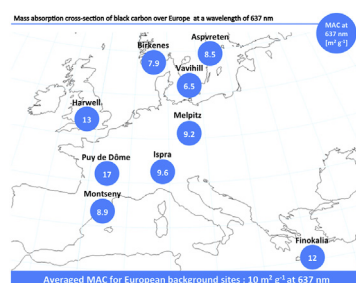 Mass absorption cross-section of black carbon over Europe at a wavelength of 637 nm
MAC at
637 nm
[m² g⁻¹]
Aspvreten
8.5
Birkenes
7.9
Vavihill
6.5
Harwell
13
Melpitz
9.2
Puy de Dôme
17
Ispra
9.6
Montseny
8.9
Finokalia
12
Averaged MAC for European background sites : 10 m² g⁻¹ at 637 nm